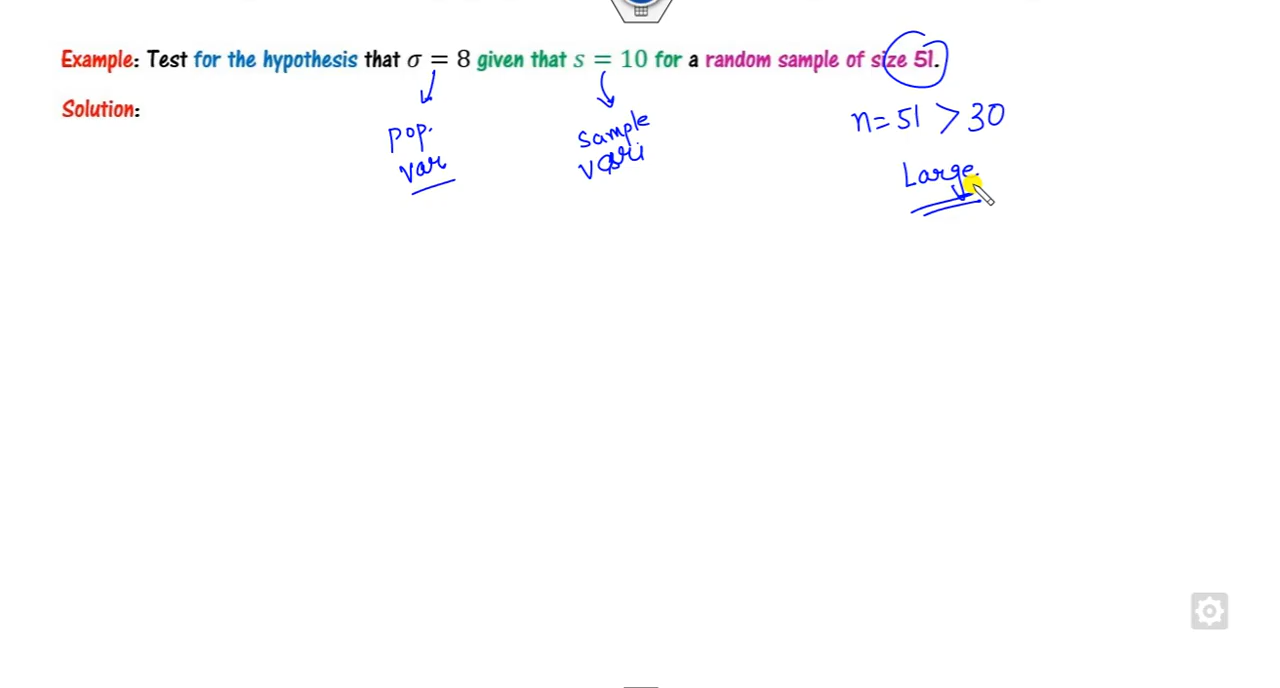 Example: Test for the hypothesis that σ = 8 given that s = 10 for a random sample of size 51.
Solution:
n = 51 > 30
pop.
var
sample
vari
Large